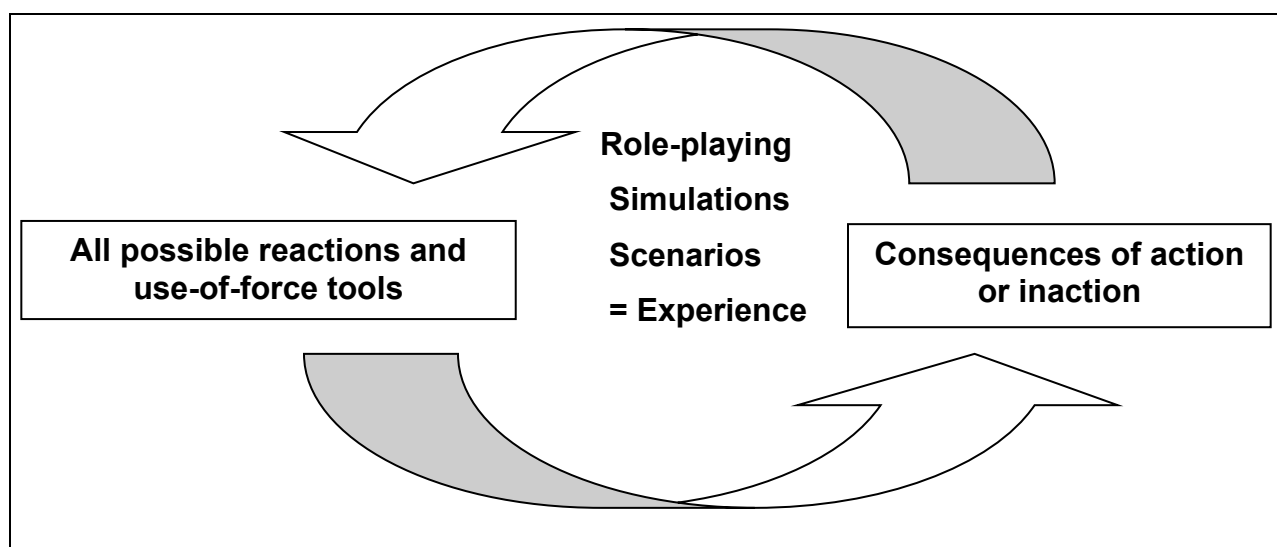 Role-playing
Simulations
Scenarios
= Experience
All possible reactions and
use-of-force tools
Consequences of action
or inaction